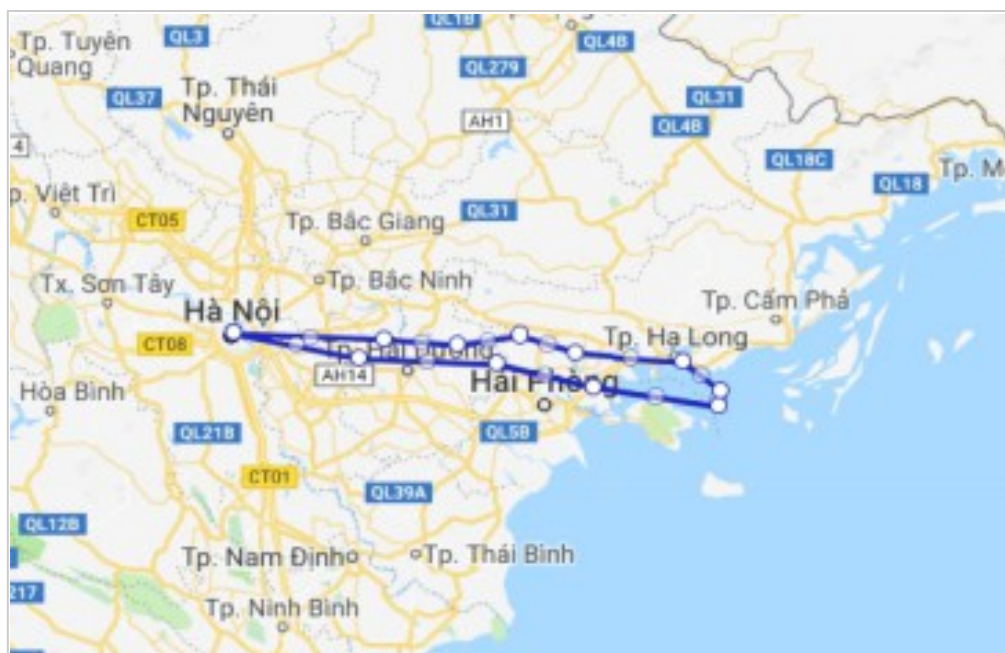 QL1B
QL3
Tp. Tuyên
Quang
QL4B
QL279
QL37
Tp. Thái
Nguyên
QL31
AH1
QL4B
4
QL18C
QL18
Tp. M
p. Việt Trì
CT05
QL31
Tp. Bắc Giang
Tp. Bắc Ninh
Tx. Sơn Tây
Tp. Cẩm Phả
Hà Nội
CT08
Tp. Hạ Long
AH14
Hải Phòng
Hòa Bình
QL21B
QL5B
CT01
QL39A
QL12B
Tp. Nam Định
Tp. Thái Bình
217
Tp. Ninh Bình